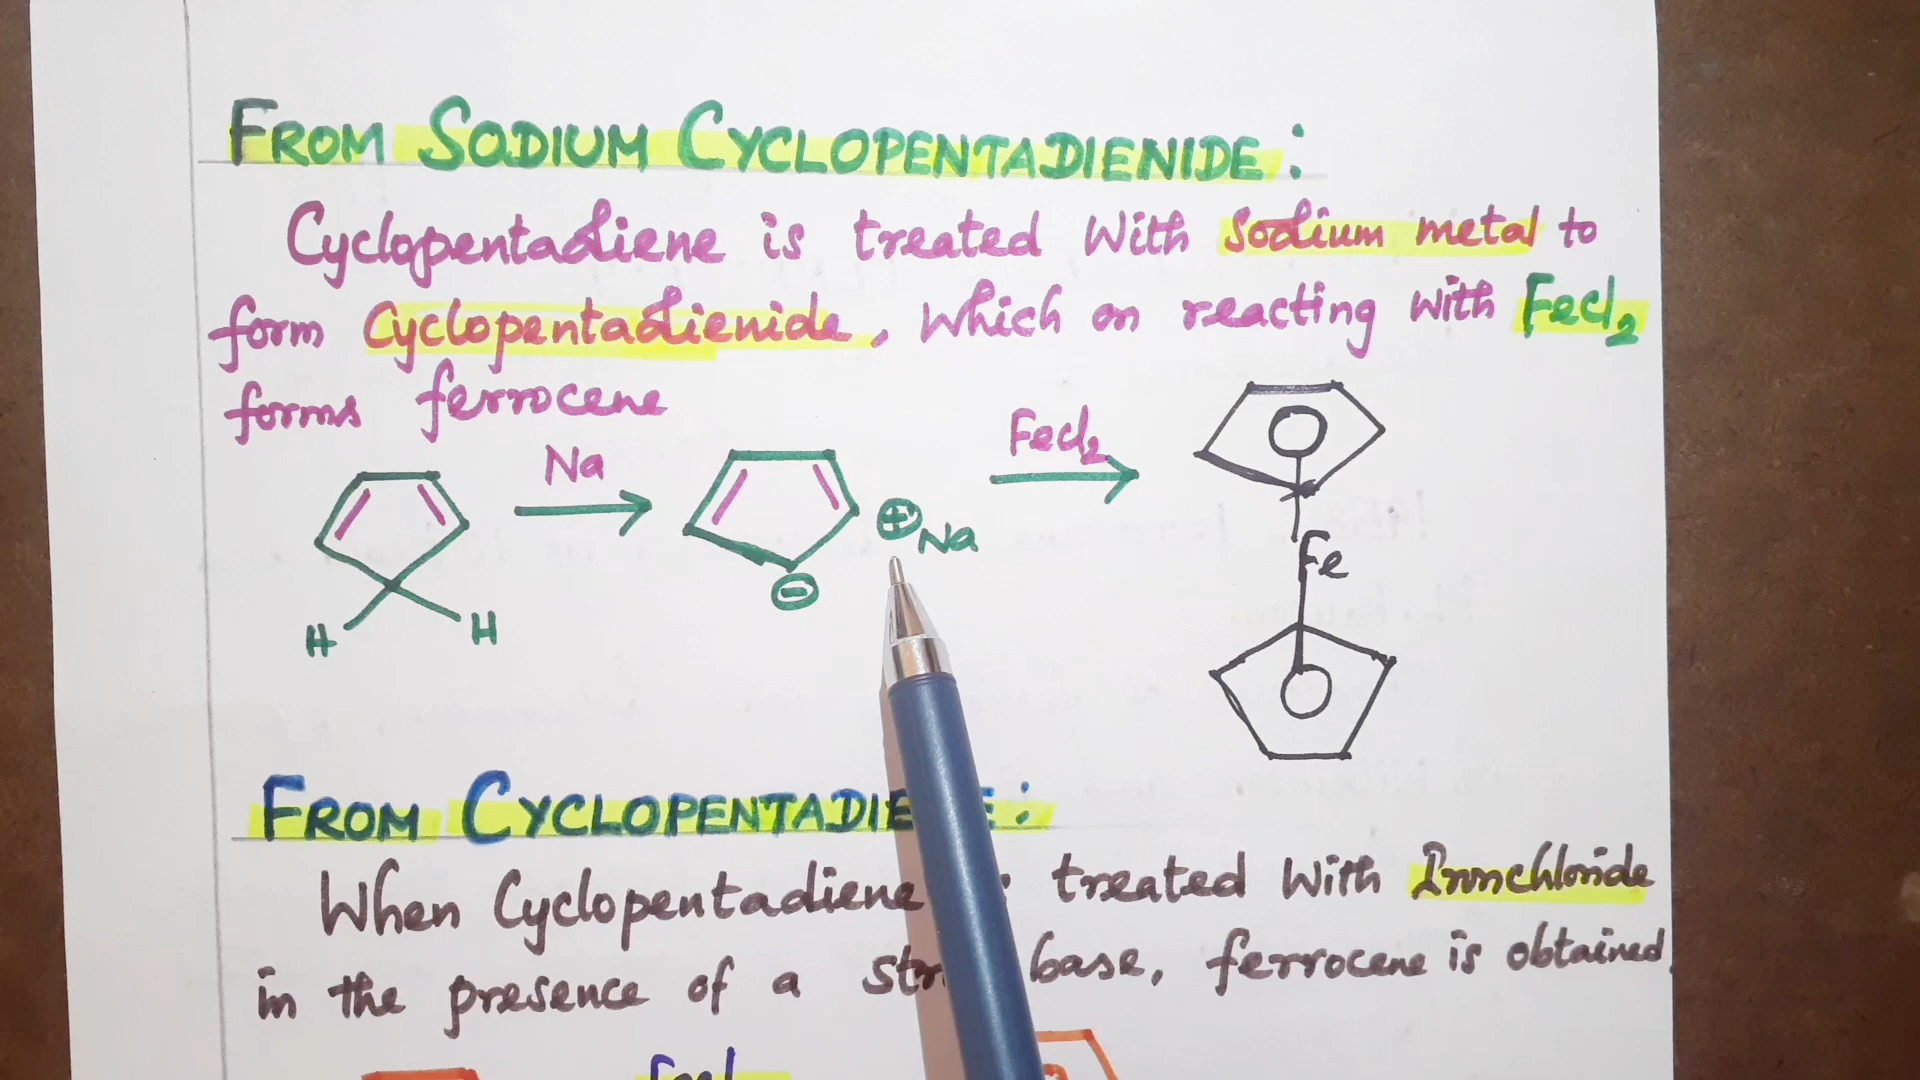 FROM SODIUM CYCLOPENTADIENIDE:
Cyclopentadiene is treated with sodium metal to
form Cyclopentadienide, which on reacting with FeCl2
forms ferrocene
Na
FeCl2
⊕Na
⊖
H H
Fe
FROM CYCLOPENTADIE E:
When Cyclopentadiene treated with Ironchloride
in the presence of a base, ferrocene is obtained.